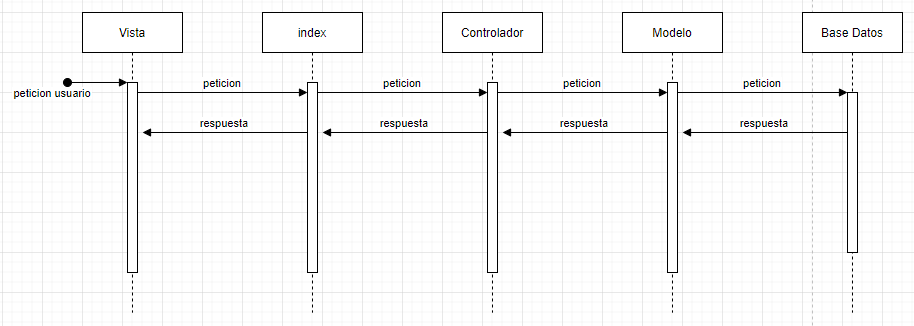 Vista
index
Controlador
Modelo
Base Datos
peticion
peticion
peticion
peticion
peticion usuario
respuesta
respuesta
respuesta
respuesta